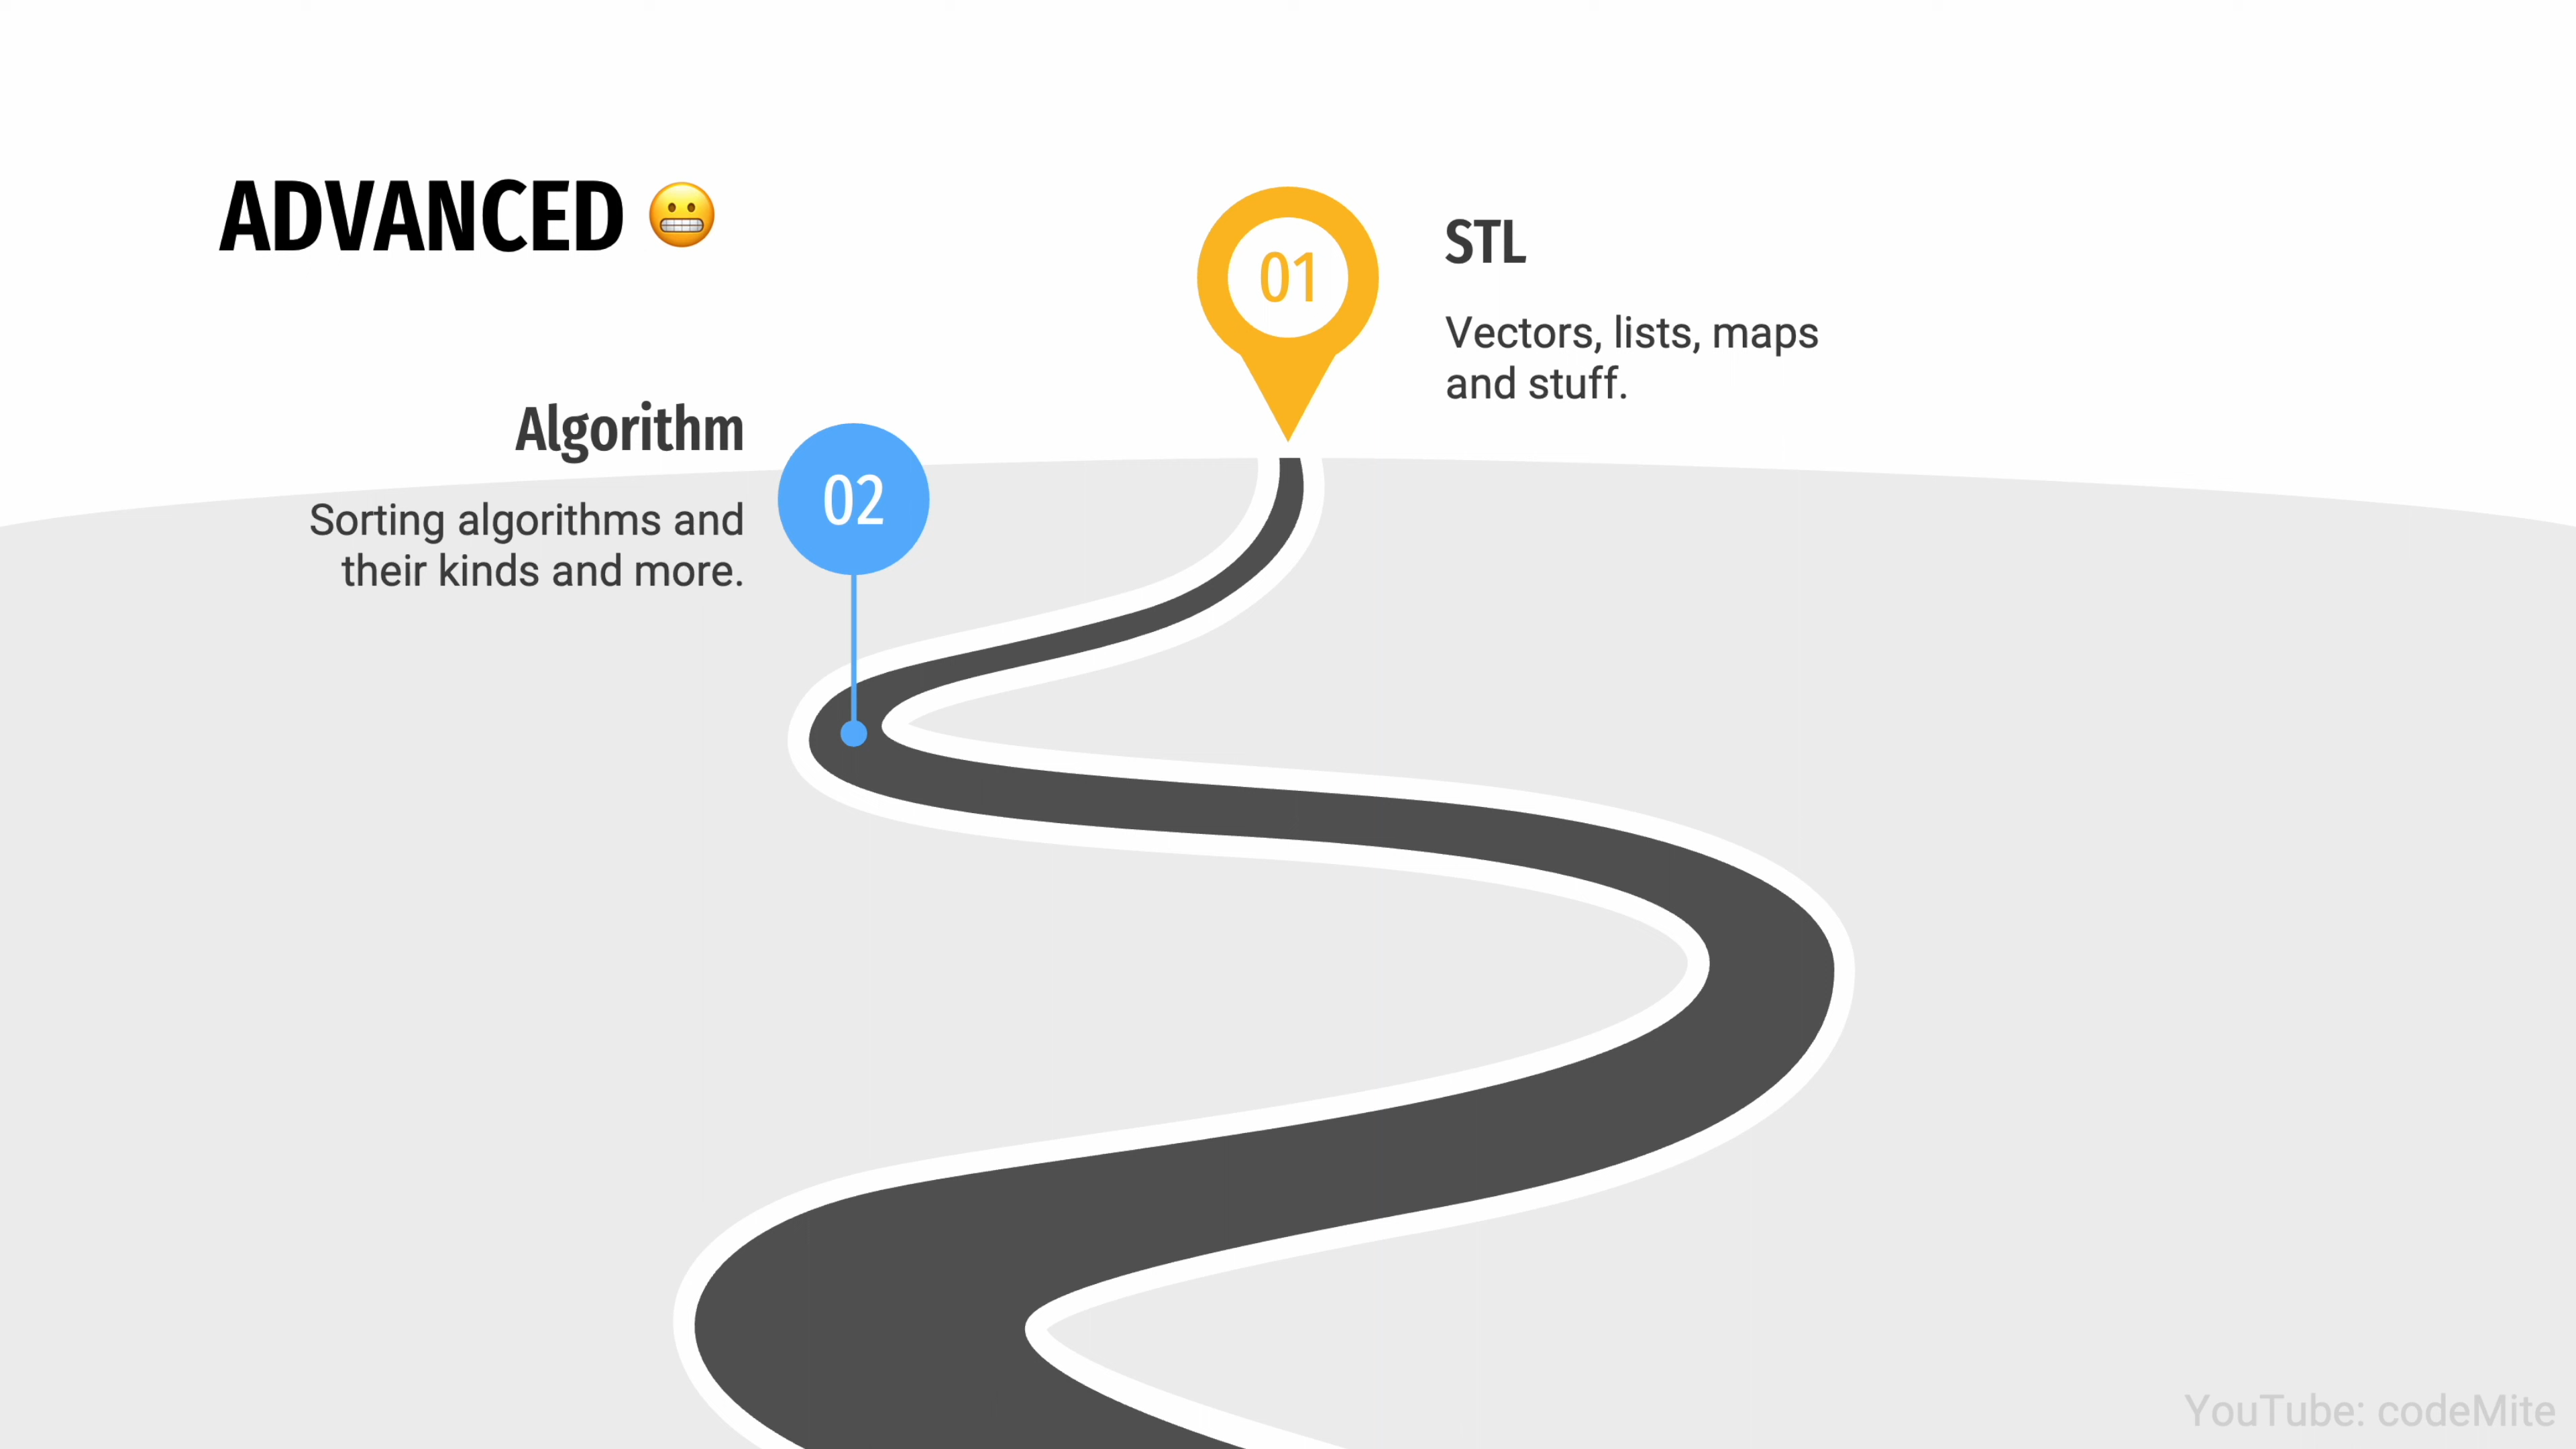 ADVANCED 😬
01
STL
Vectors, lists, maps
and stuff.
Algorithm
02
Sorting algorithms and
their kinds and more.
YouTube: codeMite